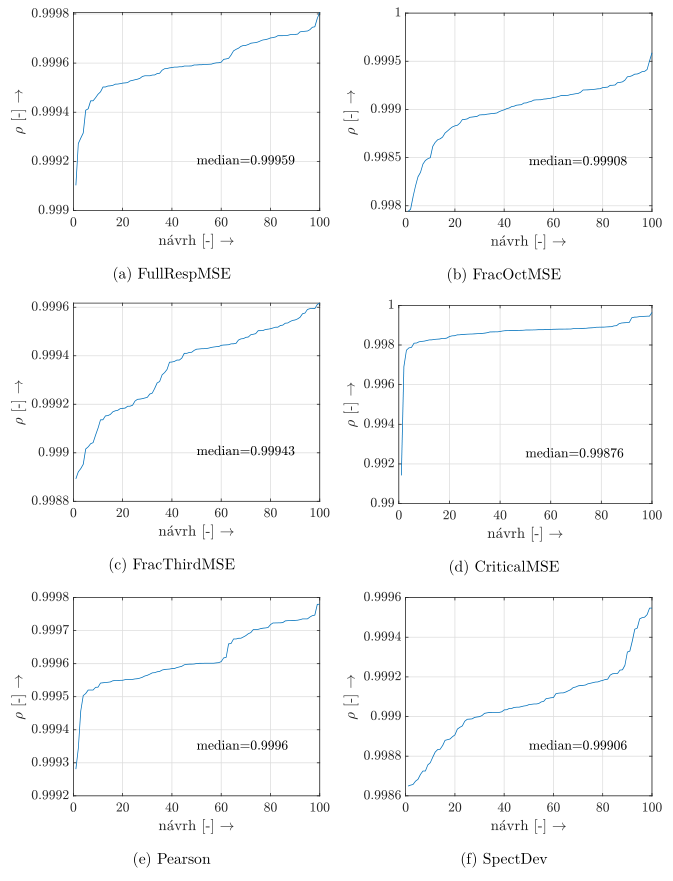 0.9998
0.9996
0.9994
0.9992
0.999
ρ [-] →
median=0.99959
0 20 40 60 80 100
návrh [-] →
(a) FullRespMSE
1
0.9995
0.999
0.9985
0.998
ρ [-] →
median=0.99908
0 20 40 60 80 100
návrh [-] →
(b) FracOctMSE
0.9996
0.9994
0.9992
0.999
0.9988
ρ [-] →
median=0.99943
0 20 40 60 80 100
návrh [-] →
(c) FracThirdMSE
1
0.998
0.996
0.994
0.992
0.99
ρ [-] →
median=0.99876
0 20 40 60 80 100
návrh [-] →
(d) CriticalMSE
0.9998
0.9997
0.9996
0.9995
0.9994
0.9993
0.9992
ρ [-] →
median=0.9996
0 20 40 60 80 100
návrh [-] →
(e) Pearson
0.9996
0.9994
0.9992
0.999
0.9988
0.9986
ρ [-] →
median=0.99906
0 20 40 60 80 100
návrh [-] →
(f) SpectDev